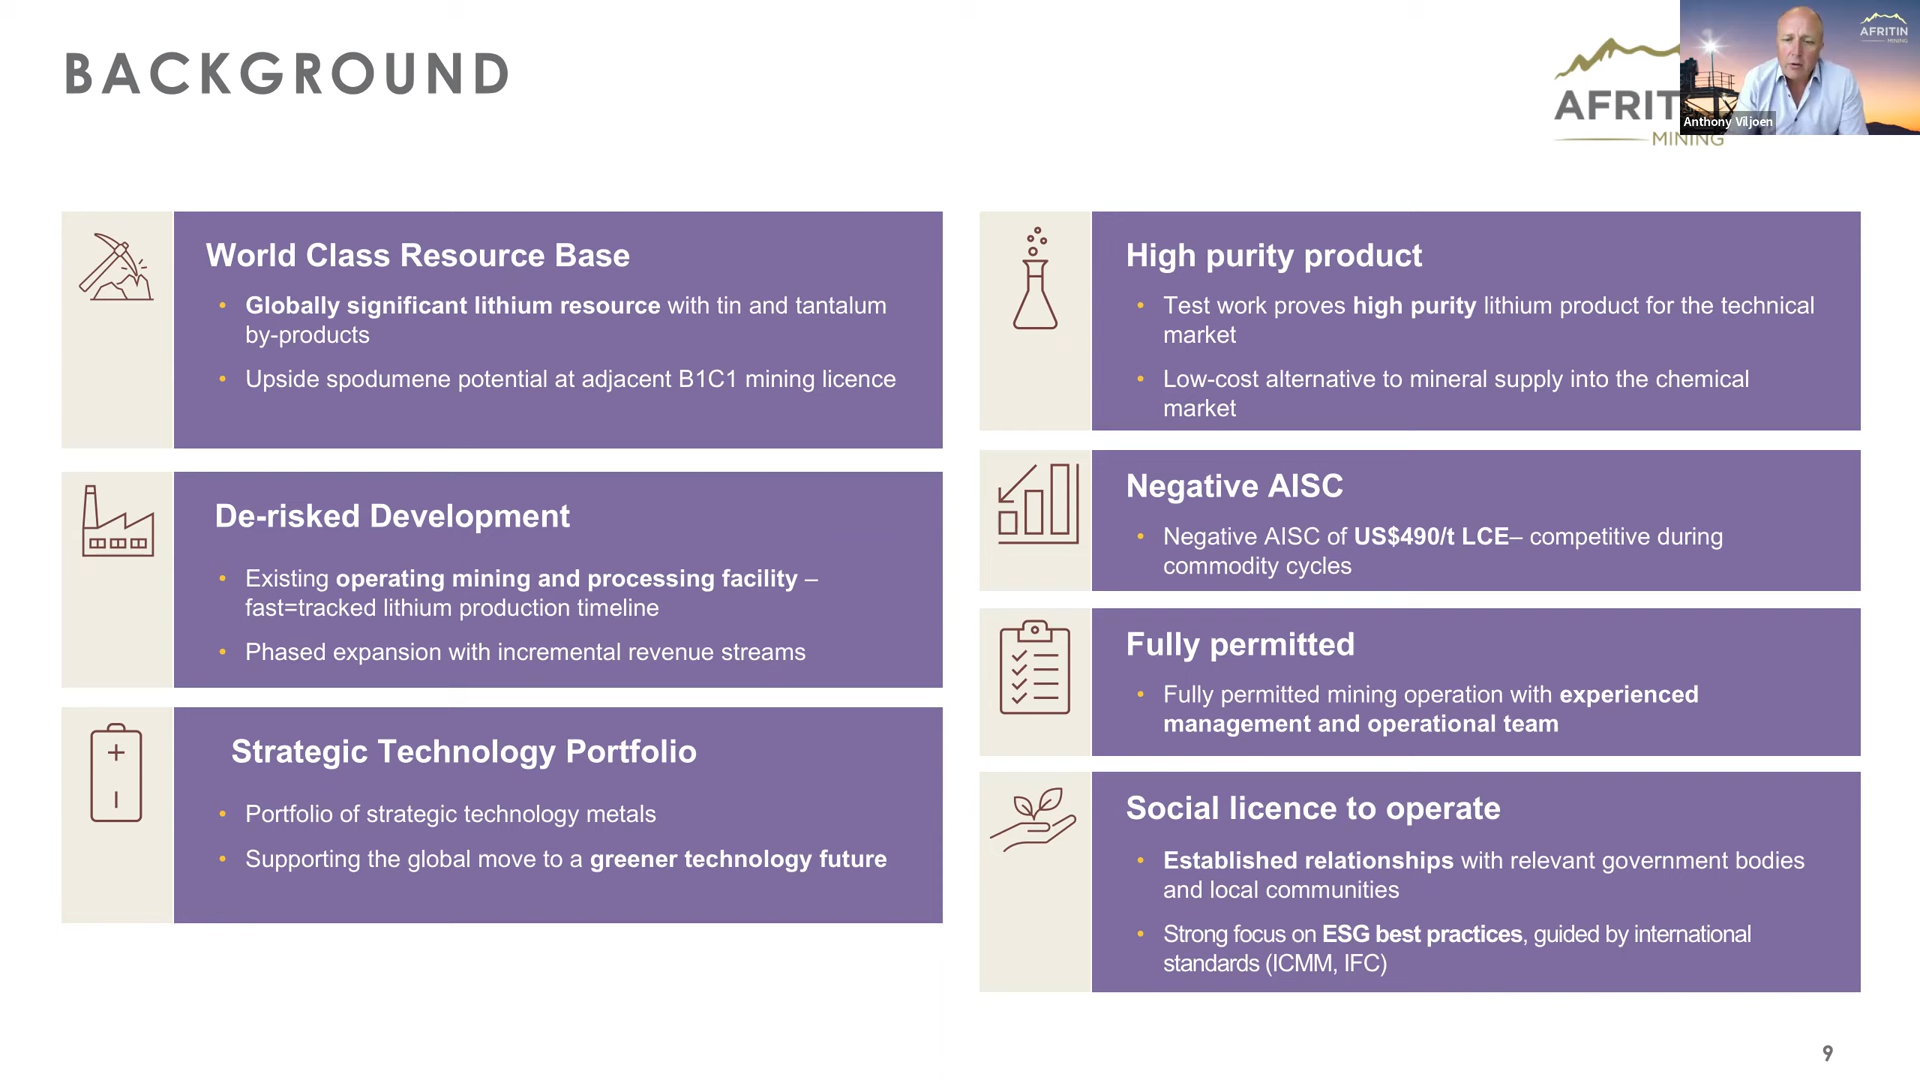 BACKGROUND
AFRIT
MINING
AFRITIN
MINING
Anthony Viljoen
World Class Resource Base
• Globally significant lithium resource with tin and tantalum
by-products
• Upside spodumene potential at adjacent B1C1 mining licence
De-risked Development
• Existing operating mining and processing facility –
fast=tracked lithium production timeline
• Phased expansion with incremental revenue streams
Strategic Technology Portfolio
• Portfolio of strategic technology metals
• Supporting the global move to a greener technology future
High purity product
• Test work proves high purity lithium product for the technical
market
• Low-cost alternative to mineral supply into the chemical
market
Negative AISC
• Negative AISC of US$490/t LCE– competitive during
commodity cycles
Fully permitted
• Fully permitted mining operation with experienced
management and operational team
Social licence to operate
• Established relationships with relevant government bodies
and local communities
• Strong focus on ESG best practices, guided by international
standards (ICMM, IFC)
9